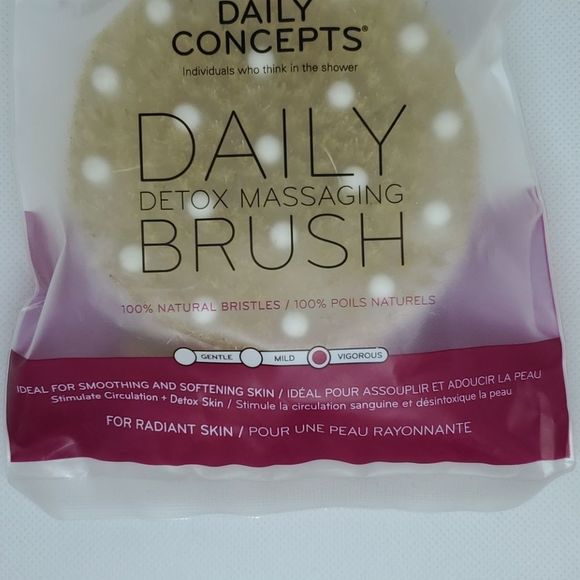 DAILY
CONCEPTS®
Individuals who think in the shower
DAILY
DETOX MASSAGING
BRUSH
100% NATURAL BRISTLES / 100% POILS NATURELS
GENTLE MILD VIGOROUS
IDEAL FOR SMOOTHING AND SOFTENING SKIN / IDÉAL POUR ASSOUPLIR ET ADOUCIR LA PEAU
Stimulate Circulation + Detox Skin / Stimule la circulation sanguine et désintoxique la peau
FOR RADIANT SKIN / POUR UNE PEAU RAYONNANTE